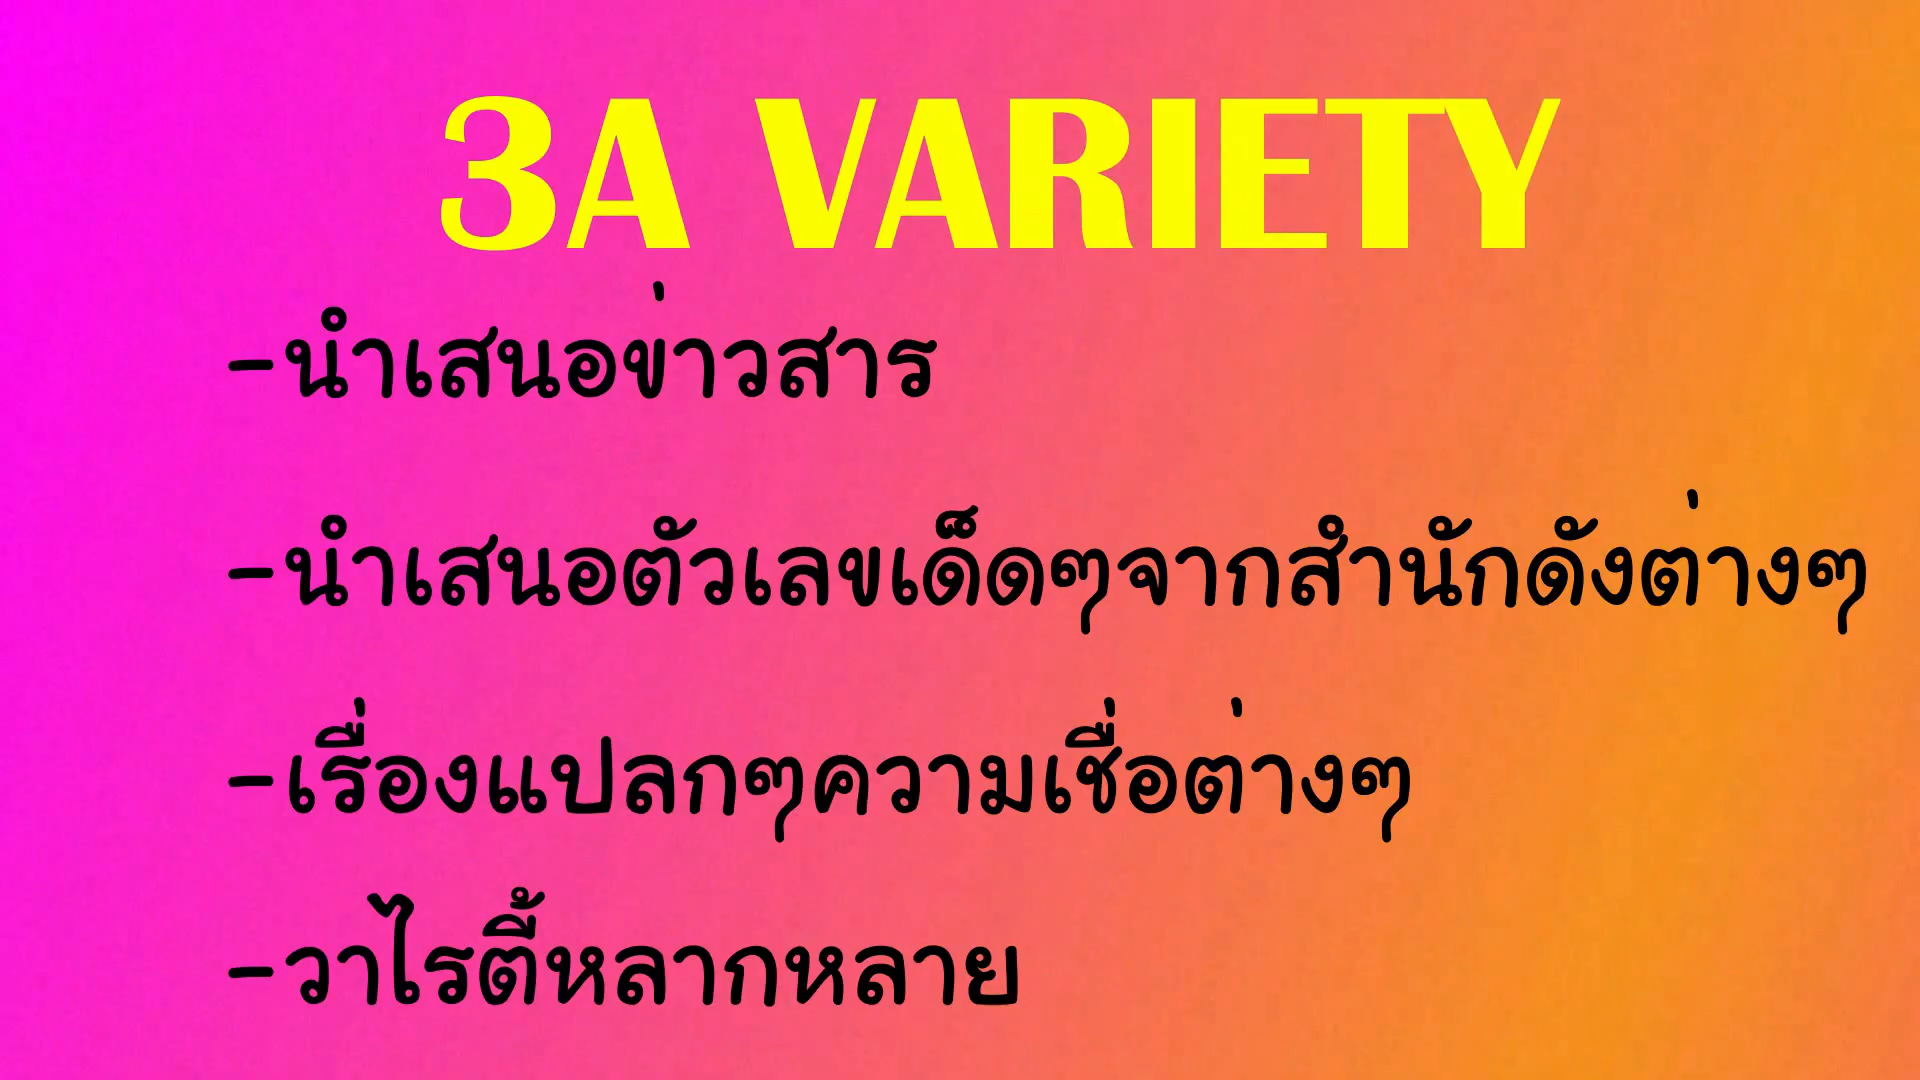 3A VARIETY
-นำเสนอข่าวสาร
-นำเสนอตัวเลขเด็ดๆจากสำนักดังต่างๆ
-เรื่องแปลกๆความเชื่อต่างๆ
-วาไรตี้หลากหลาย